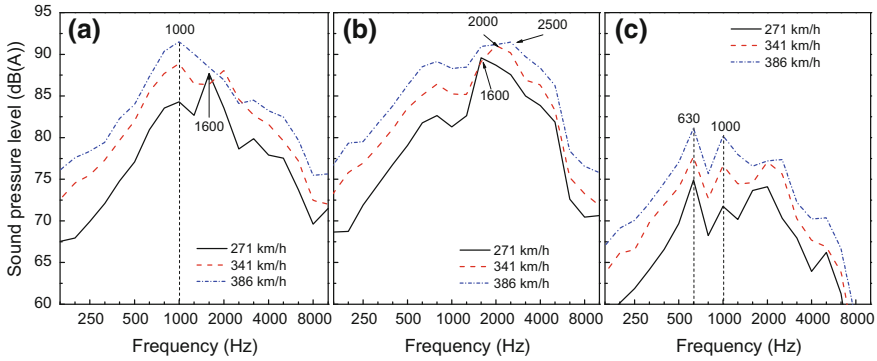 Sound pressure level (dB(A))
95
90
85
80
75
70
65
60
(a)
1000
1600
271 km/h
341 km/h
386 km/h
250 500 1000 2000 4000 8000
Frequency (Hz)
(b)
2000
2500
1600
271 km/h
341 km/h
386 km/h
250 500 1000 2000 4000 8000
Frequency (Hz)
(c)
271 km/h
341 km/h
386 km/h
630
1000
250 500 1000 2000 4000 8000
Frequency (Hz)